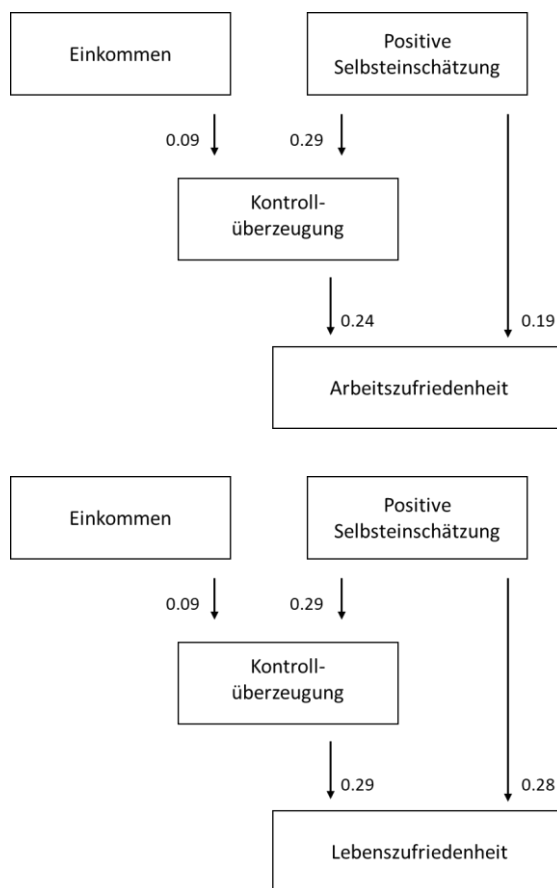 Einkommen
Positive
Selbsteinschätzung
0.09
0.29
Kontroll-
überzeugung
0.24
0.19
Arbeitszufriedenheit
Einkommen
Positive
Selbsteinschätzung
0.09
0.29
Kontroll-
überzeugung
0.29
0.28
Lebenszufriedenheit